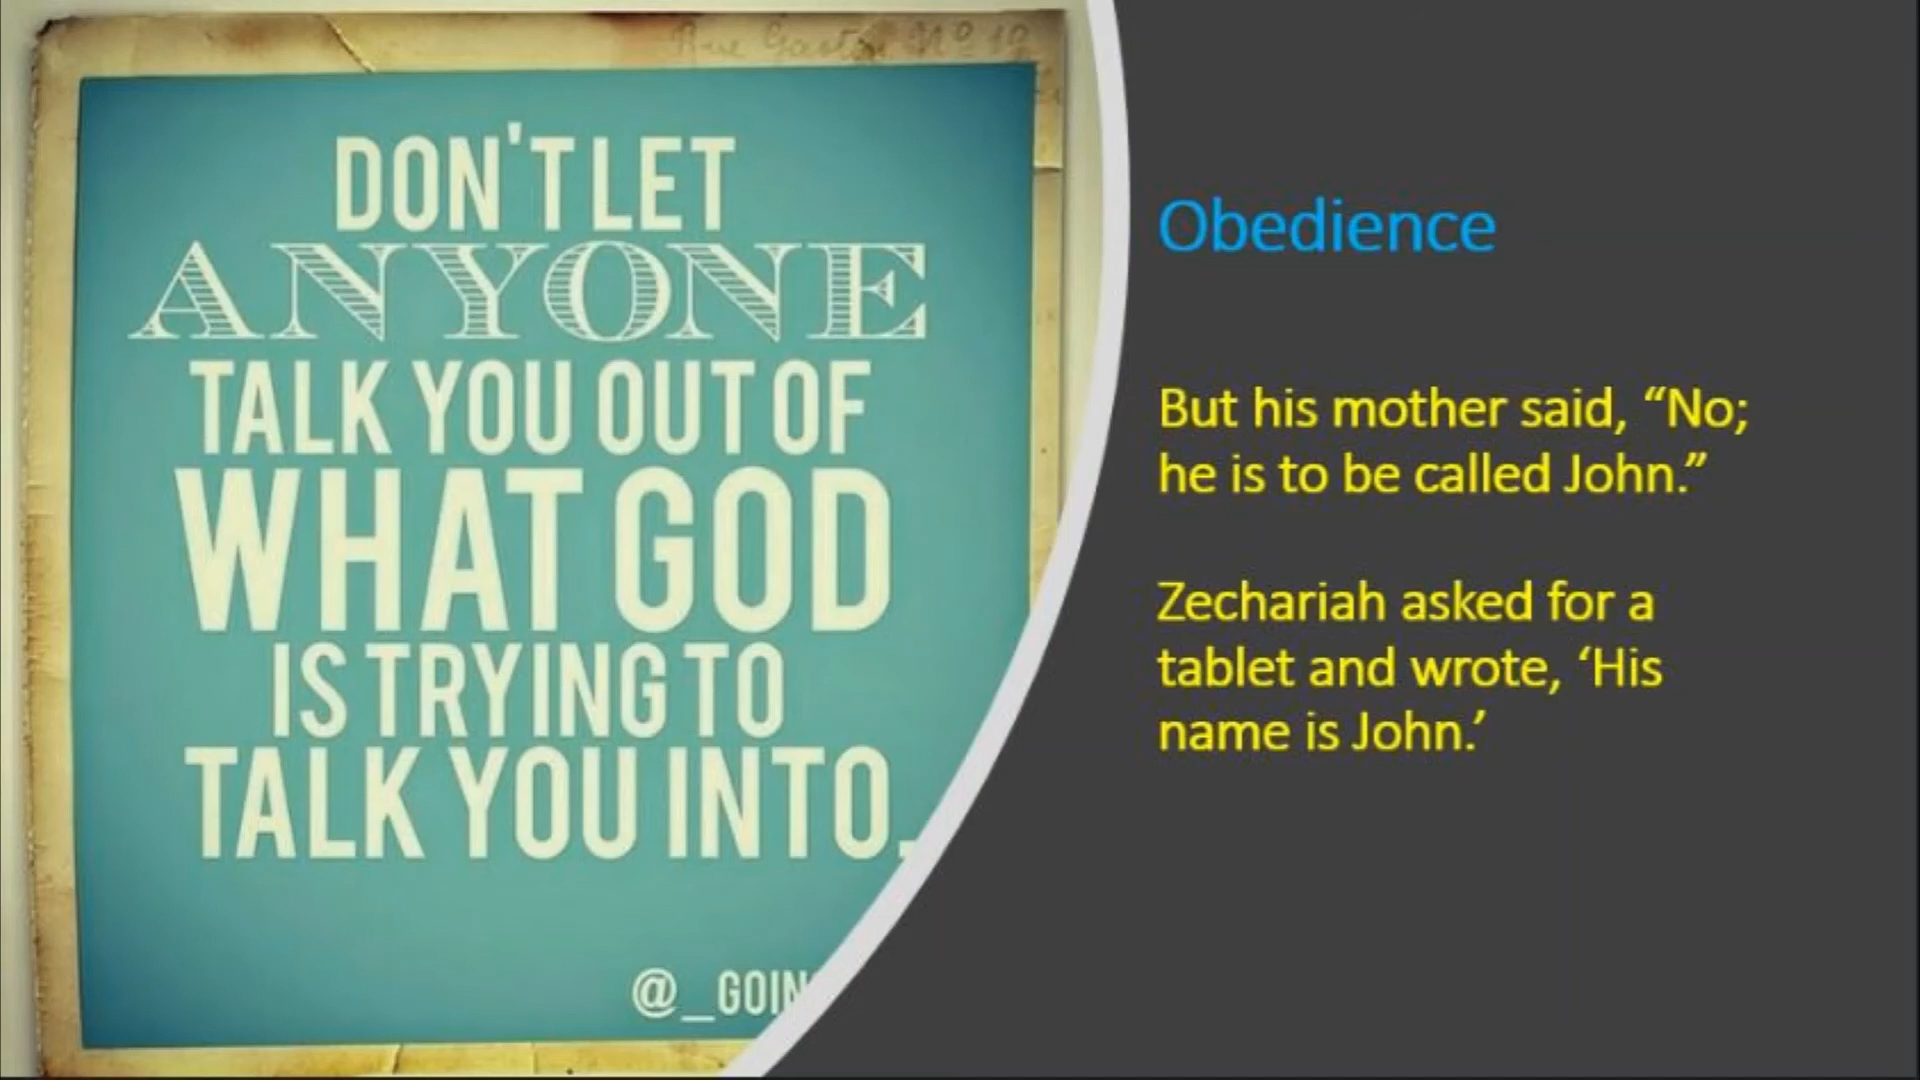 DON'T LET
ANYONE
TALK YOU OUT OF
WHAT GOD
IS TRYING TO
TALK YOU INTO.
Obedience
But his mother said, “No;
he is to be called John.”
Zechariah asked for a
tablet and wrote, ‘His
name is John.’